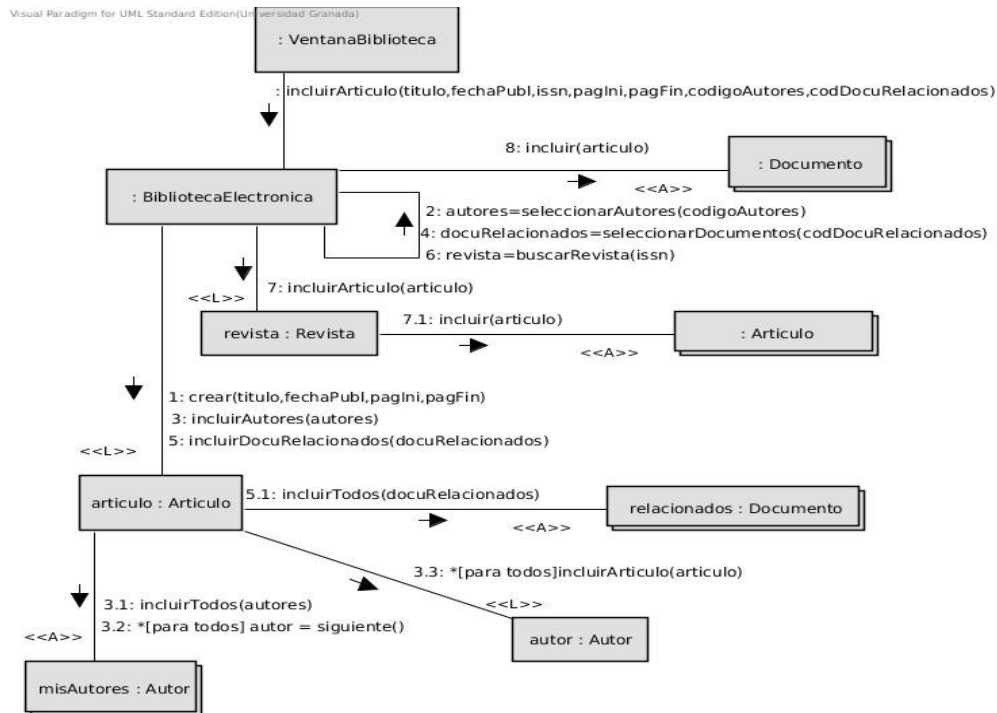 Visual Paradigm for UML Standard Edition(Universidad Granada)
: VentanaBiblioteca
: incluirArticulo(titulo,fechaPubl,issn,pagIni,pagFin,codigoAutores,codDocuRelacionados)
8: incluir(articulo)
: Documento
<<A>>
: BibliotecaElectronica
2: autores=seleccionarAutores(codigoAutores)
4: docuRelacionados=seleccionarDocumentos(codDocuRelacionados)
6: revista=buscarRevista(issn)
7: incluirArticulo(articulo)
<<L>>
revista : Revista
7.1: incluir(articulo)
<<A>>
: Articulo
1: crear(titulo,fechaPubl,pagIni,pagFin)
3: incluirAutores(autores)
5: incluirDocuRelacionados(docuRelacionados)
<<L>>
articulo : Articulo
5.1: incluirTodos(docuRelacionados)
<<A>>
relacionados : Documento
3.3: *[para todos]incluirArticulo(articulo)
<<L>>
autor : Autor
3.1: incluirTodos(autores)
3.2: *[para todos] autor = siguiente()
<<A>>
misAutores : Autor